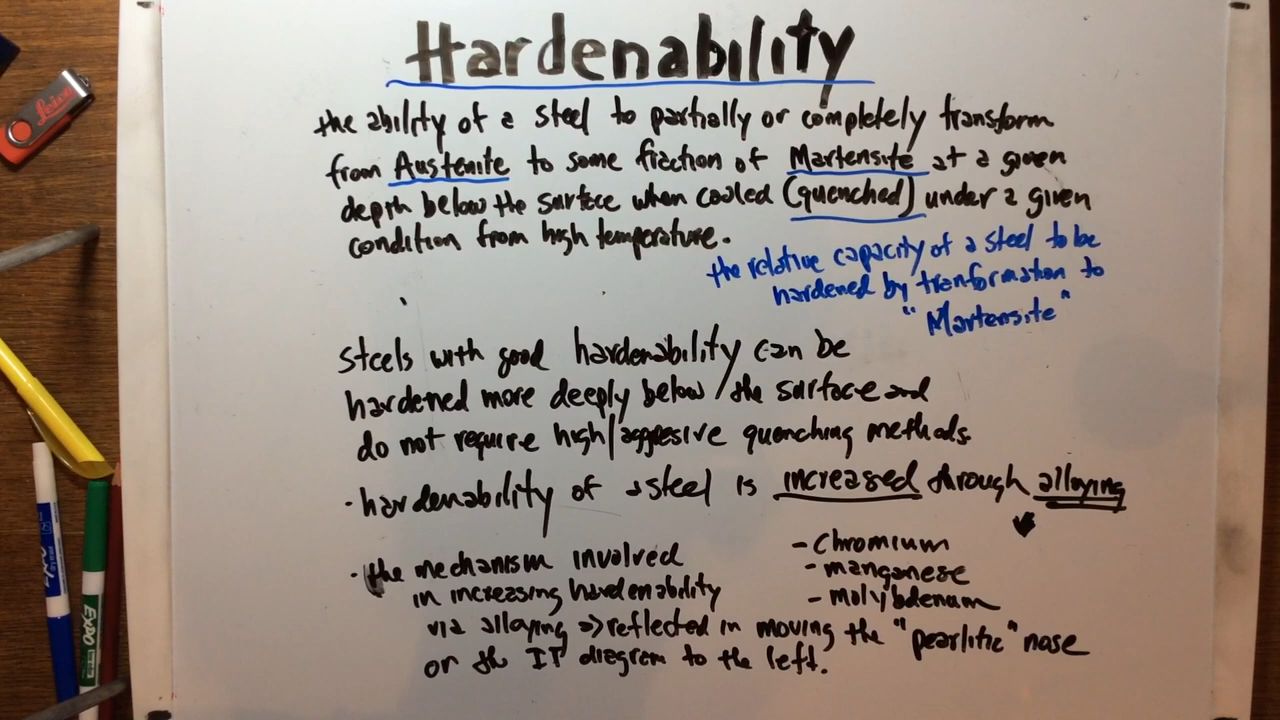 Hardenability
the ability of a steel to partially or completely transform
from Austenite to some fraction of Martensite at a given
depth below the surface when cooled (quenched) under a given
condition from high temperature.
the relative capacity of a steel to be
hardened by tranformation to
"Martensite"
steels with good hardenability can be
hardened more deeply below the surface and
do not require high/aggresive quenching methods.
· hardenability of a steel is increased through alloying
- Chromium
- manganese
- molybdenum
· the mechanism involved
in increasing hardenability
via alloying => reflected in moving the "pearlitic" nose
on the IT diagram to the left.
EXPO
EXPO